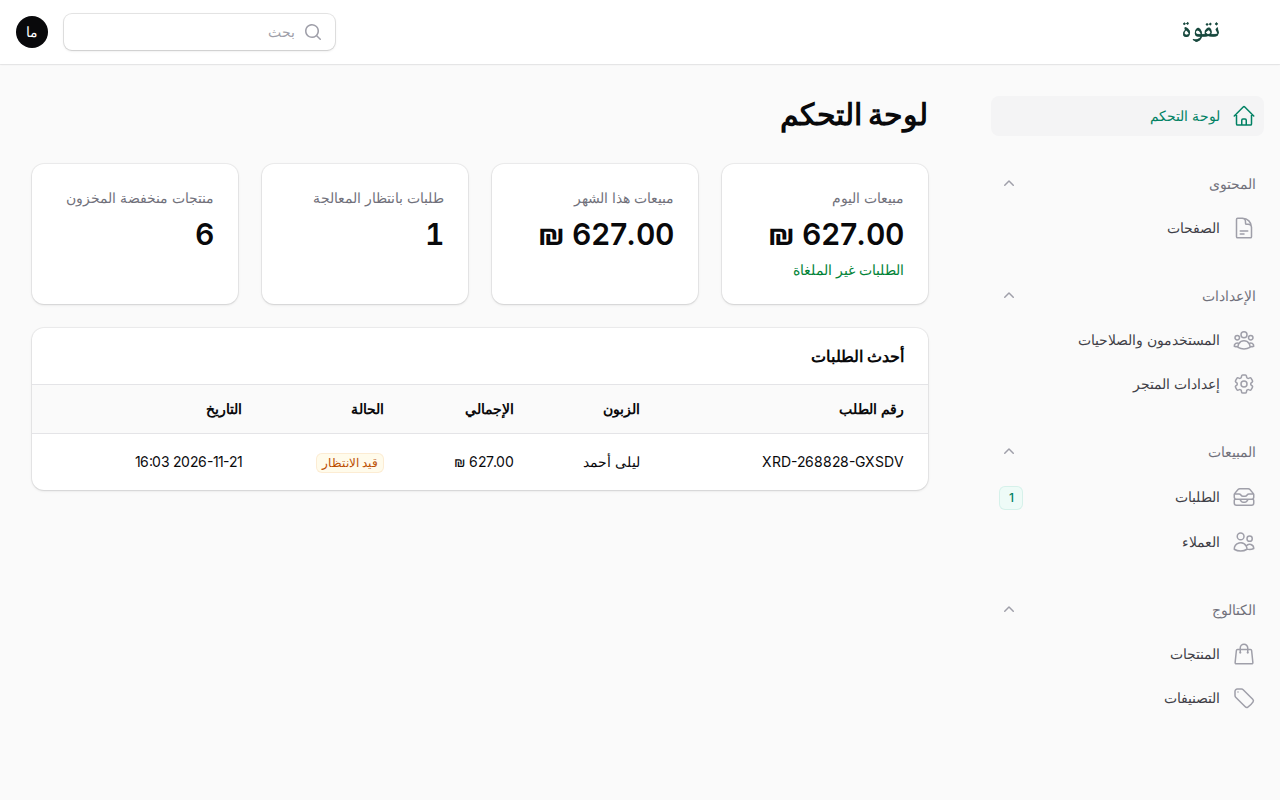 نقوة
بحث
ما
لوحة التحكم
المحتوى
الصفحات
الإعدادات
المستخدمون والصلاحيات
إعدادات المتجر
المبيعات
الطلبات 1
العملاء
الكتالوج
المنتجات
التصنيفات
لوحة التحكم
مبيعات اليوم
627.00 ₪
الطلبات غير الملغاة
مبيعات هذا الشهر
627.00 ₪
طلبات بانتظار المعالجة
1
منتجات منخفضة المخزون
6
أحدث الطلبات
رقم الطلب الزبون الإجمالي الحالة التاريخ
XRD-268828-GXSDV ليلى أحمد 627.00 ₪ قيد الانتظار 2026-11-21 16:03